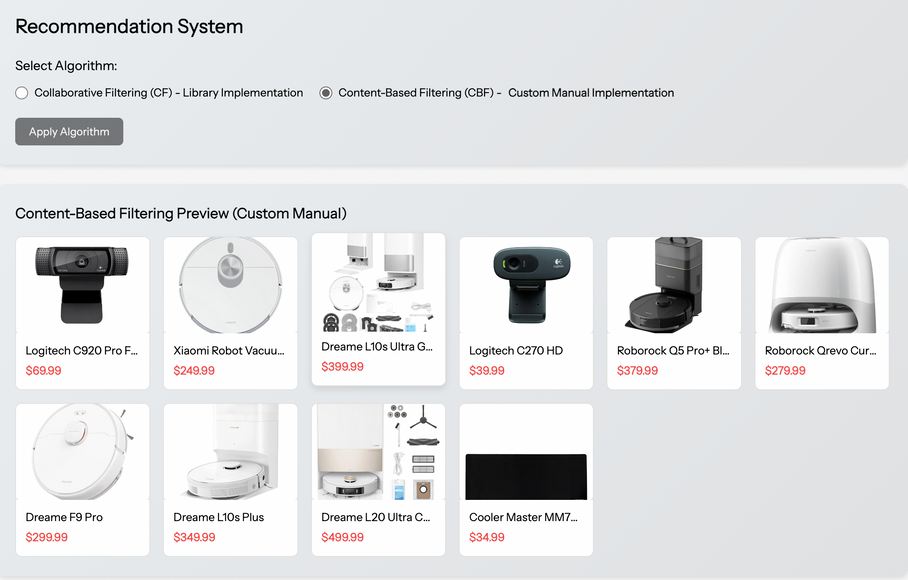 Recommendation System
Select Algorithm:
Collaborative Filtering (CF) - Library Implementation
Content-Based Filtering (CBF) - Custom Manual Implementation
Apply Algorithm
Content-Based Filtering Preview (Custom Manual)
Logitech C920 Pro F...
$69.99
Xiaomi Robot Vacuu...
$249.99
Dreame L10s Ultra G...
$399.99
Logitech C270 HD
$39.99
Roborock Q5 Pro+ Bl...
$379.99
Roborock Qrevo Cur...
$279.99
Dreame F9 Pro
$299.99
Dreame L10s Plus
$349.99
Dreame L20 Ultra C...
$499.99
Cooler Master MM7...
$34.99